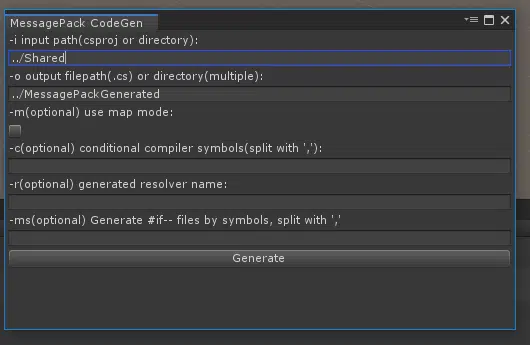 MessagePack CodeGen
-i input path(csproj or directory):
../Shared
-o output filepath(.cs) or directory(multiple):
../MessagePackGenerated
-m(optional) use map mode:
-c(optional) conditional compiler symbols(split with ','):
-r(optional) generated resolver name:
-ms(optional) Generate #if-- files by symbols, split with ','
Generate